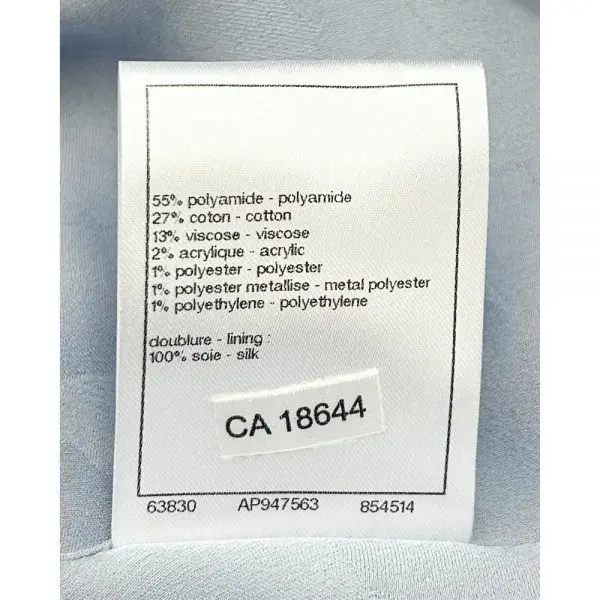 55% polyamide - polyamide
27% coton - cotton
13% viscose - viscose
2% acrylique - acrylic
1% polyester - polyester
1% polyester metallise - metal polyester
1% polyethylene - polyethylene
doublure - lining :
100% soie - silk
CA 18644
63830 AP947563 854514